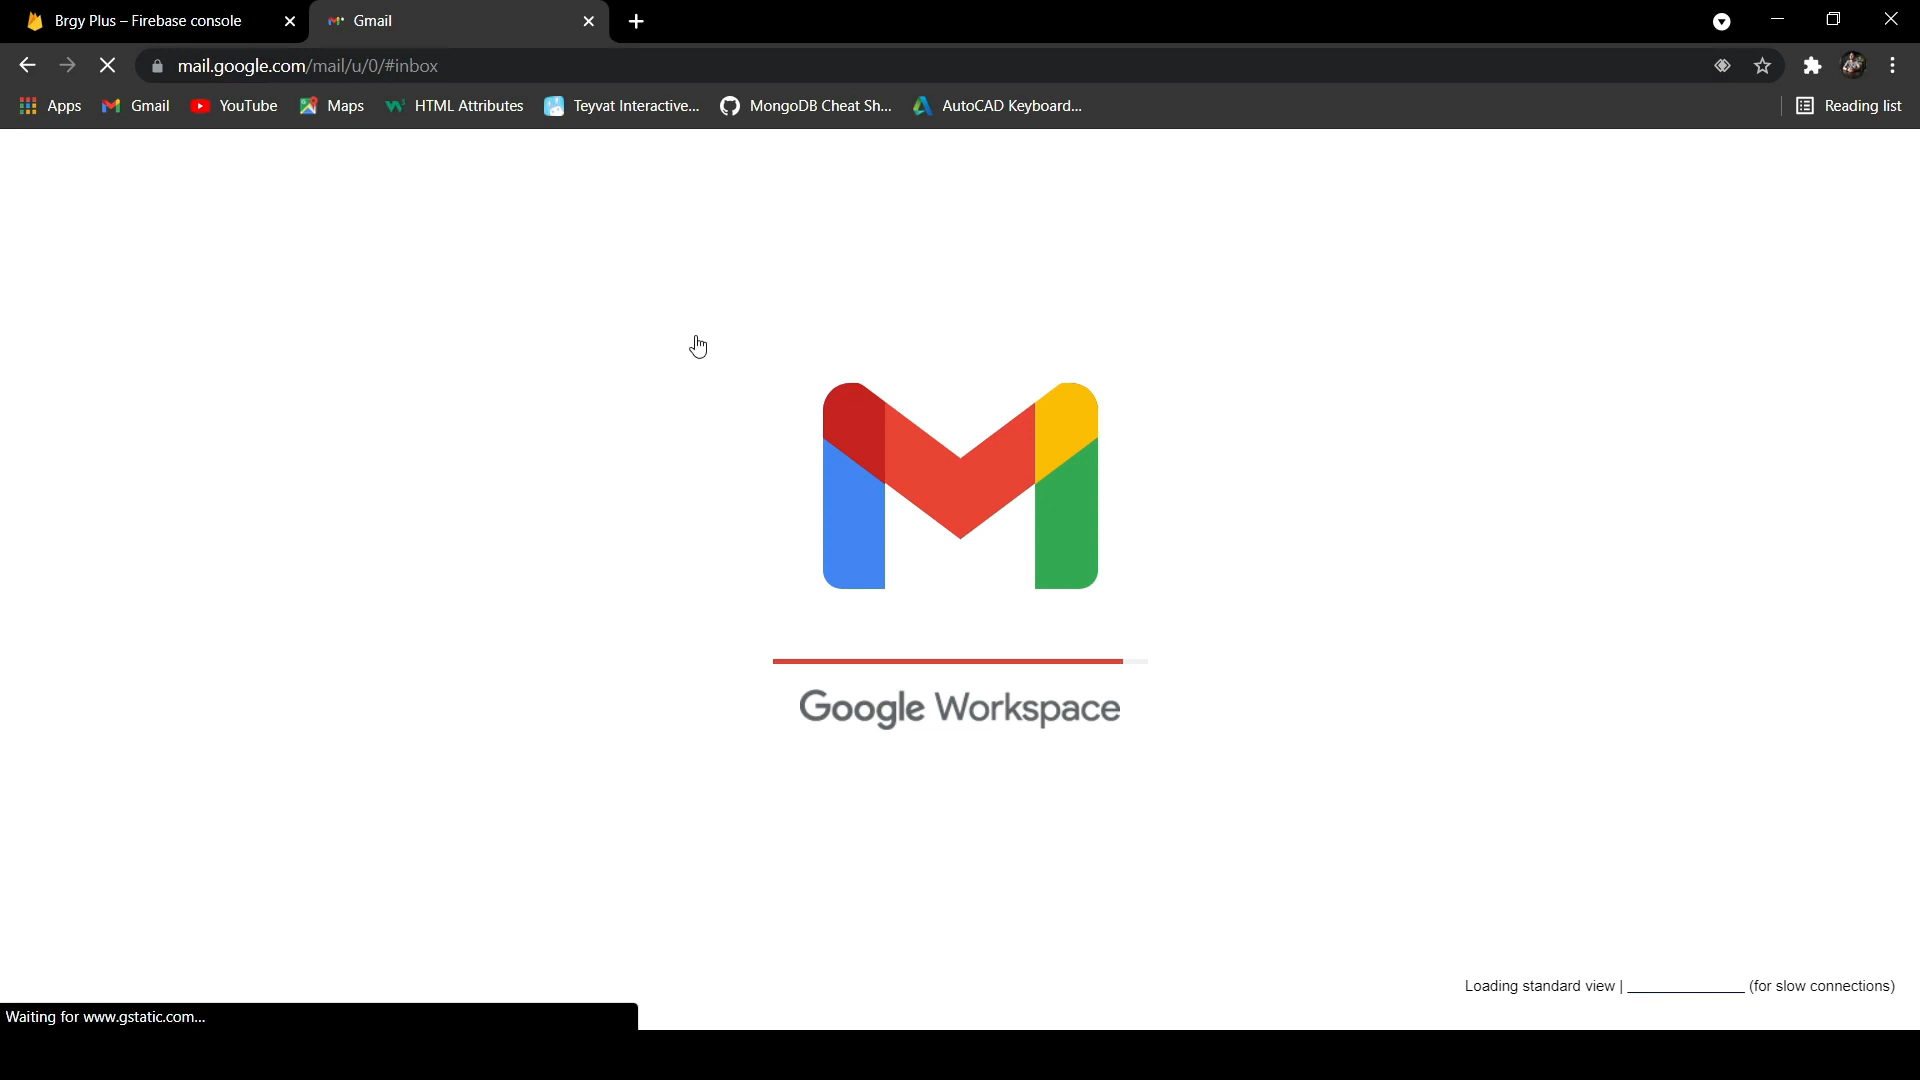 Brgy Plus – Firebase console
Gmail
mail.google.com/mail/u/0/#inbox
Apps
Gmail
YouTube
Maps
HTML Attributes
Teyvat Interactive...
MongoDB Cheat Sh...
AutoCAD Keyboard...
Reading list
Google Workspace
Loading standard view | (for slow connections)
Waiting for www.gstatic.com...